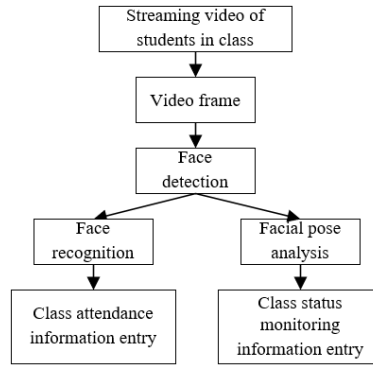 Streaming video of
students in class
Video frame
Face
detection
Face
recognition
Facial pose
analysis
Class attendance
information entry
Class status
monitoring
information entry